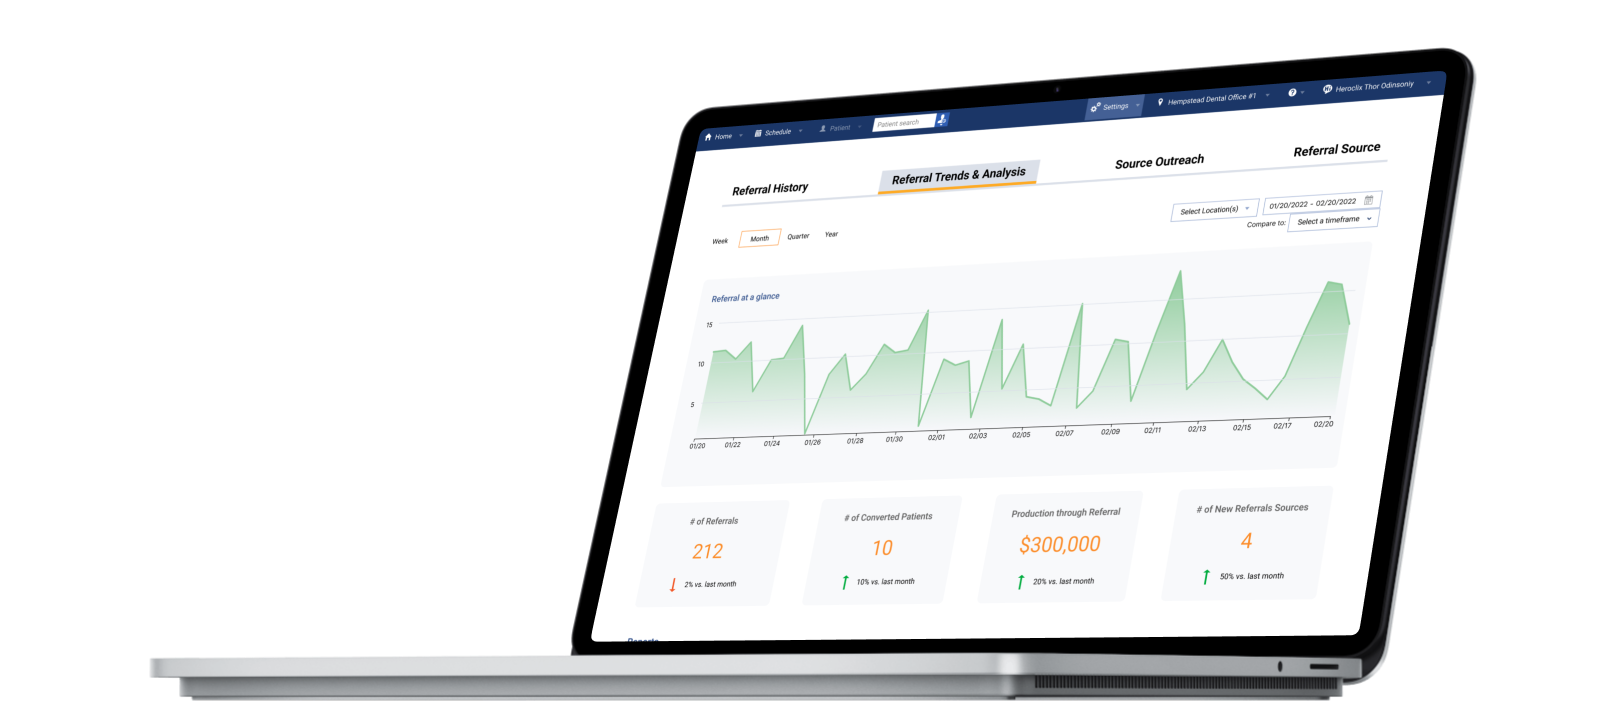 Home Schedule Patient Patient search Settings Hempstead Dental Office #1 ? Heroclix Thor Odinsonly
Referral History Referral Trends & Analysis Source Outreach Referral Source
Select Location(s) 01/20/2022 - 02/20/2022
Week Month Quarter Year Compare to: Select a timeframe
Referral at a glance
15
10
5
01/20 01/22 01/24 01/26 01/28 01/30 02/01 02/03 02/05 02/07 02/09 02/11 02/13 02/15 02/17 02/20
# of Referrals # of Converted Patients Production through Referral # of New Referrals Sources
212 10 $300,000 4
2% vs. last month 10% vs. last month 20% vs. last month 50% vs. last month
Reports